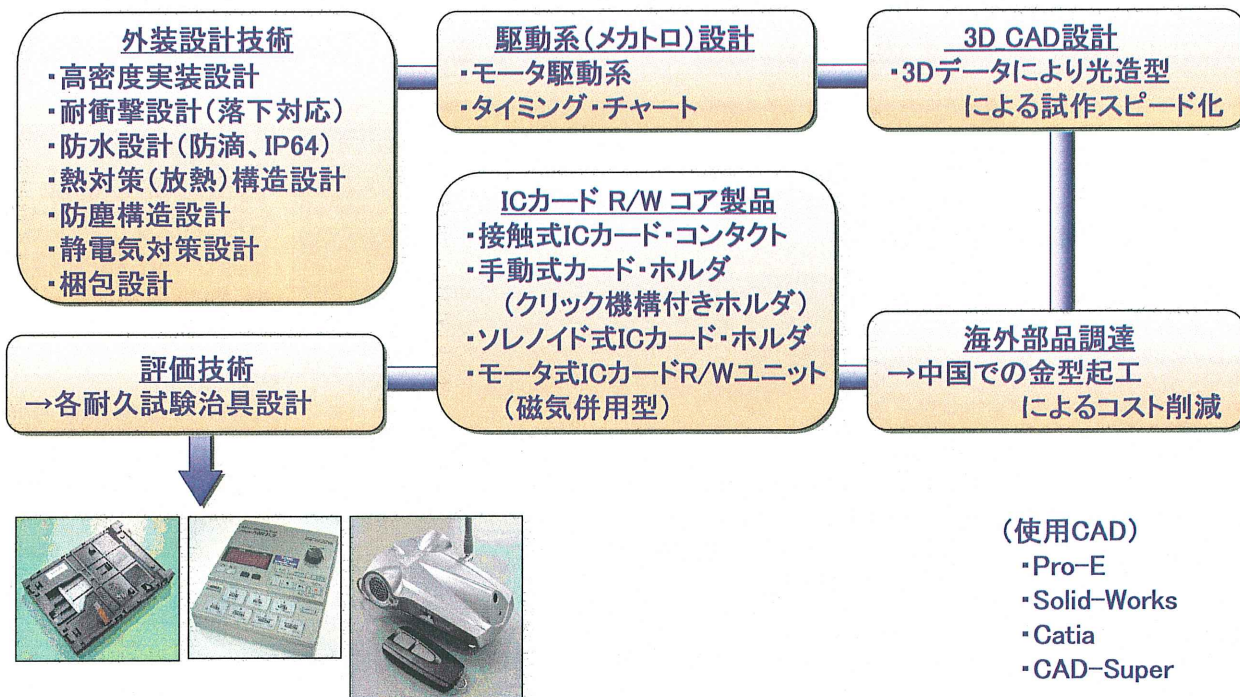 外装設計技術
・高密度実装設計
・耐衝撃設計(落下対応)
・防水設計(防滴、IP64)
・熱対策(放熱)構造設計
・防塵構造設計
・静電気対策設計
・梱包設計
駆動系(メカトロ)設計
・モータ駆動系
・タイミング・チャート
3D CAD設計
・3Dデータにより光造型
による試作スピード化
海外部品調達
→中国での金型起工
によるコスト削減
ICカード R/W コア製品
・接触式ICカード・コンタクト
・手動式カード・ホルダ
(クリック機構付きホルダ)
・ソレノイド式ICカード・ホルダ
・モータ式ICカードR/Wユニット
(磁気併用型)
評価技術
→各耐久試験治具設計
(使用CAD)
・Pro-E
・Solid-Works
・Catia
・CAD-Super